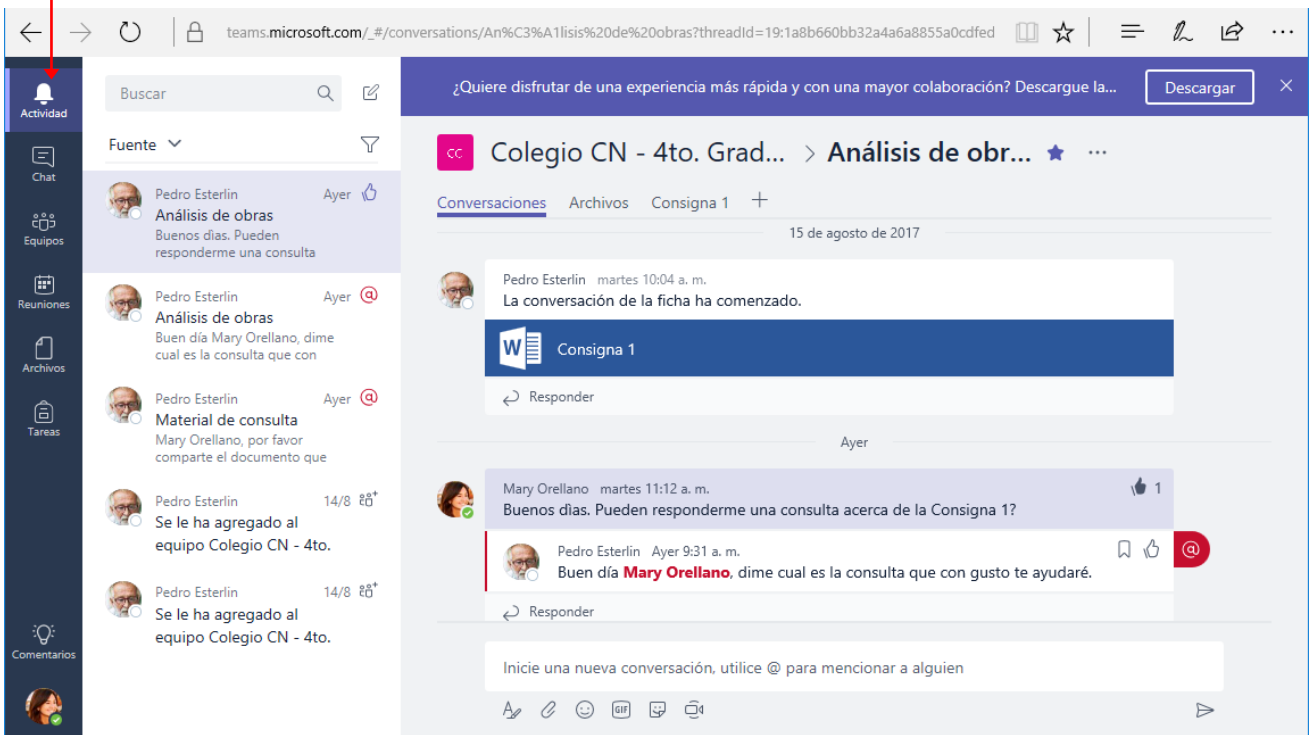 teams.microsoft.com/_#/conversations/An%C3%A1lisis%20de%20obras?threadId=19:1a8b660bb32a4a6a8855a0cdfed
Actividad
Chat
Equipos
Reuniones
Archivos
Tareas
Comentarios
Buscar
Fuente
Pedro Esterlin Ayer
Análisis de obras
Buenos dìas. Pueden
responderme una consulta
Pedro Esterlin Ayer @
Análisis de obras
Buen día Mary Orellano, dime
cual es la consulta que con
Pedro Esterlin Ayer @
Material de consulta
Mary Orellano, por favor
comparte el documento que
Pedro Esterlin 14/8
Se le ha agregado al
equipo Colegio CN - 4to.
Pedro Esterlin 14/8
Se le ha agregado al
equipo Colegio CN - 4to.
¿Quiere disfrutar de una experiencia más rápida y con una mayor colaboración? Descargue la... Descargar
CC Colegio CN - 4to. Grad... > Análisis de obr... ...
Conversaciones Archivos Consigna 1 +
15 de agosto de 2017
Pedro Esterlin martes 10:04 a. m.
La conversación de la ficha ha comenzado.
W Consigna 1
Responder
Ayer
Mary Orellano martes 11:12 a. m. 1
Buenos dìas. Pueden responderme una consulta acerca de la Consigna 1?
Pedro Esterlin Ayer 9:31 a. m. @
Buen día Mary Orellano, dime cual es la consulta que con gusto te ayudaré.
Responder
Inicie una nueva conversación, utilice @ para mencionar a alguien
GIF